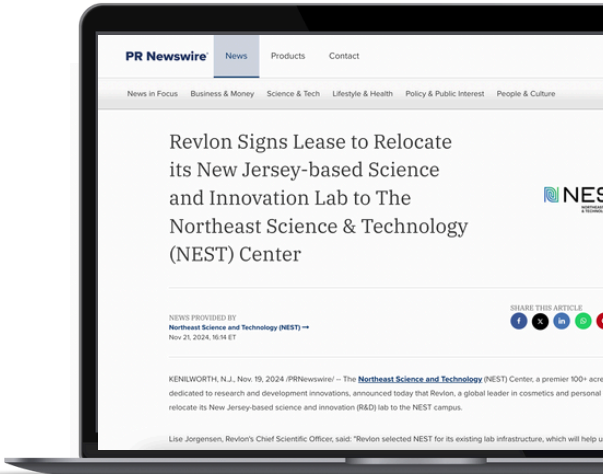 PR Newswire
News
Products
Contact
News in Focus
Business & Money
Science & Tech
Lifestyle & Health
Policy & Public Interest
People & Culture
Revlon Signs Lease to Relocate
its New Jersey-based Science
and Innovation Lab to The
Northeast Science & Technology
(NEST) Center
NES
NORTHEAST
& TECHNOL
NEWS PROVIDED BY
Northeast Science and Technology (NEST) →
Nov 21, 2024, 16:14 ET
SHARE THIS ARTICLE
KENILWORTH, N.J., Nov. 19, 2024 /PRNewswire/ -- The Northeast Science and Technology (NEST) Center, a premier 100+ acre
dedicated to research and development innovations, announced today that Revlon, a global leader in cosmetics and personal
relocate its New Jersey-based science and innovation (R&D) lab to the NEST campus.
Lise Jorgensen, Revlon's Chief Scientific Officer, said: "Revlon selected NEST for its existing lab infrastructure, which will help u